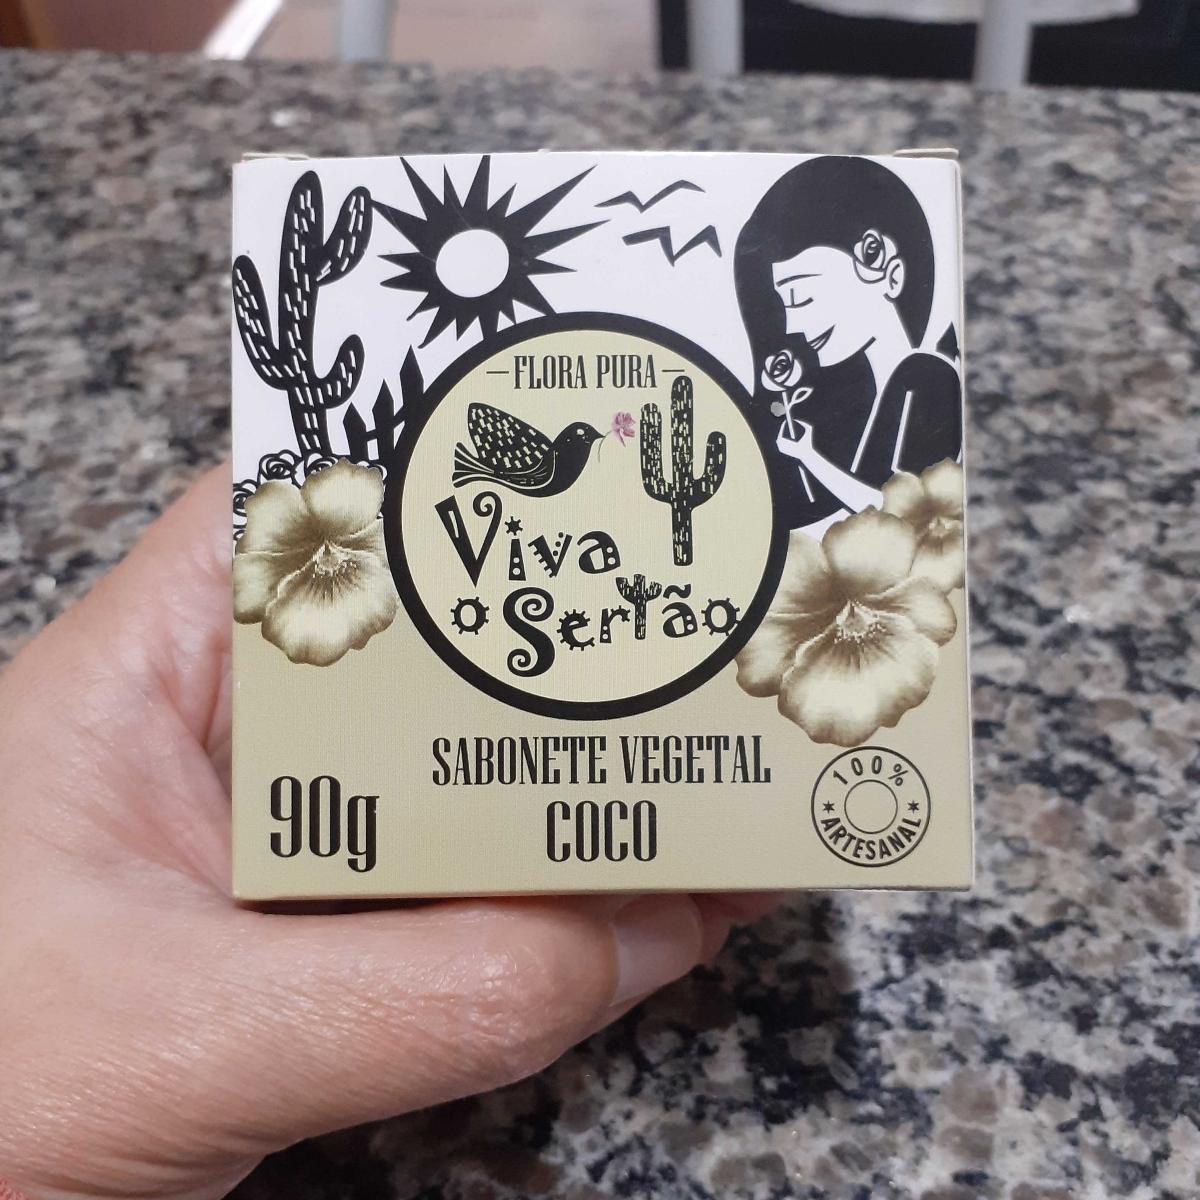 FLORA PURA
Viva
o Sertão
SABONETE VEGETAL
COCO
90g
100%
ARTESANAL